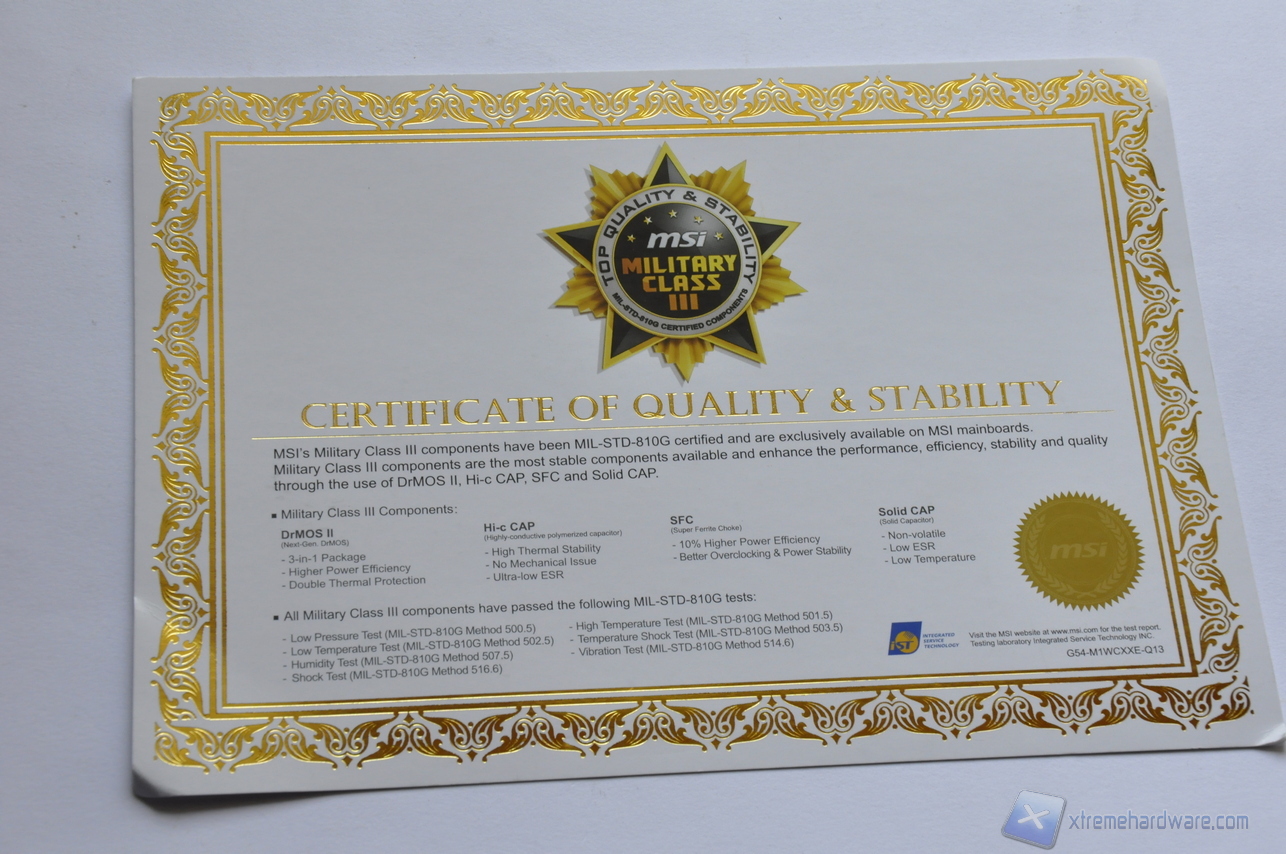 TOP QUALITY & STABILITY
msi
MILITARY
CLASS
III
MIL-STD-810G CERTIFIED COMPONENTS
CERTIFICATE OF QUALITY & STABILITY
MSI's Military Class III components have been MIL-STD-810G certified and are exclusively available on MSI mainboards.
Military Class III components are the most stable components available and enhance the performance, efficiency, stability and quality
through the use of DrMOS II, Hi-c CAP, SFC and Solid CAP.
▪ Military Class III Components:
DrMOS II
(Next-Gen. DrMOS)
- 3-in-1 Package
- Higher Power Efficiency
- Double Thermal Protection
Hi-c CAP
(Highly-conductive polymerized capacitor)
- High Thermal Stability
- No Mechanical Issue
- Ultra-low ESR
SFC
(Super Ferrite Choke)
- 10% Higher Power Efficiency
- Better Overclocking & Power Stability
Solid CAP
(Solid Capacitor)
- Non-volatile
- Low ESR
- Low Temperature
msi
▪ All Military Class III components have passed the following MIL-STD-810G tests:
- Low Pressure Test (MIL-STD-810G Method 500.5)
- Low Temperature Test (MIL-STD-810G Method 502.5)
- Humidity Test (MIL-STD-810G Method 507.5)
- Shock Test (MIL-STD-810G Method 516.6)
- High Temperature Test (MIL-STD-810G Method 501.5)
- Temperature Shock Test (MIL-STD-810G Method 503.5)
- Vibration Test (MIL-STD-810G Method 514.6)
IST
INTEGRATED
SERVICE
TECHNOLOGY
Visit the MSI website at www.msi.com for the test report.
Testing laboratory Integrated Service Technology INC.
G54-M1WCXXE-Q13
xtremehardware.com